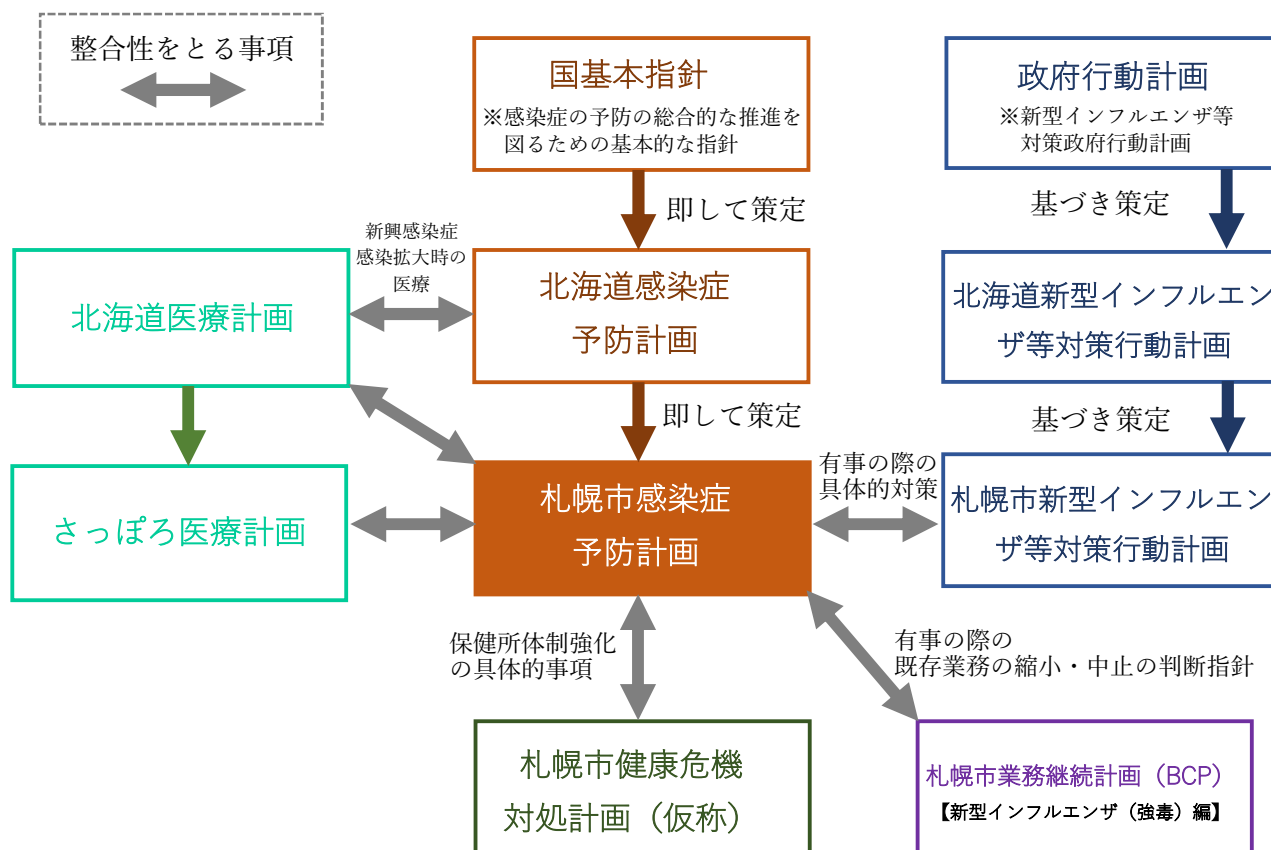 整合性をとる事項
国基本指針
※感染症の予防の総合的な推進を
図るための基本的な指針
政府行動計画
※新型インフルエンザ等
対策政府行動計画
即して策定
基づき策定
新興感染症
感染拡大時の
医療
北海道医療計画
北海道感染症
予防計画
北海道新型インフルエン
ザ等対策行動計画
即して策定
基づき策定
さっぽろ医療計画
札幌市感染症
予防計画
有事の際の
具体的対策
札幌市新型インフルエン
ザ等対策行動計画
保健所体制強化
の具体的事項
有事の際の
既存業務の縮小・中止の判断指針
札幌市健康危機
対処計画（仮称）
札幌市業務継続計画（BCP）
【新型インフルエンザ（強毒）編】